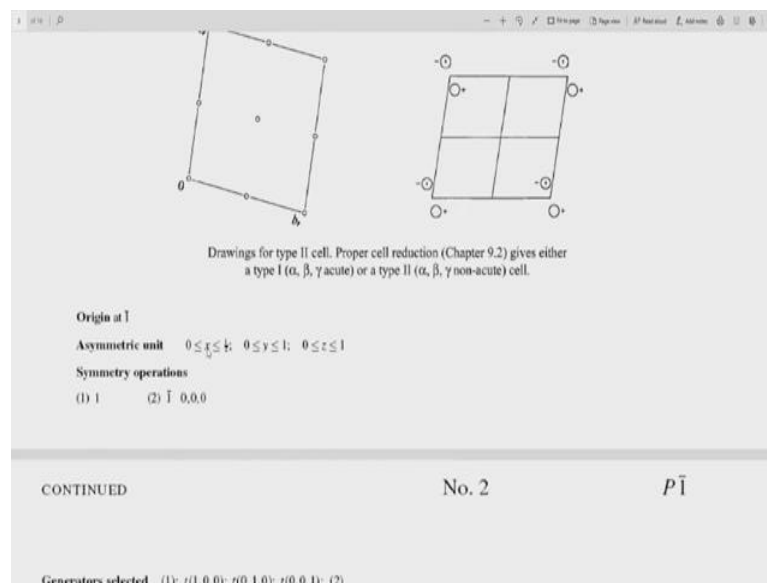 0
Drawings for type II cell. Proper cell reduction (Chapter 9.2) gives either
a type I (α, β, γ acute) or a type II (α, β, γ non-acute) cell.
Origin at 1̄
Asymmetric unit 0 ≤ x ≤ ½; 0 ≤ y ≤ 1; 0 ≤ z ≤ 1
Symmetry operations
(1) 1 (2) 1̄ 0,0,0
CONTINUED No. 2 P1̄
Generators selected (1); t(1,0,0); t(0,1,0); t(0,0,1); (2)